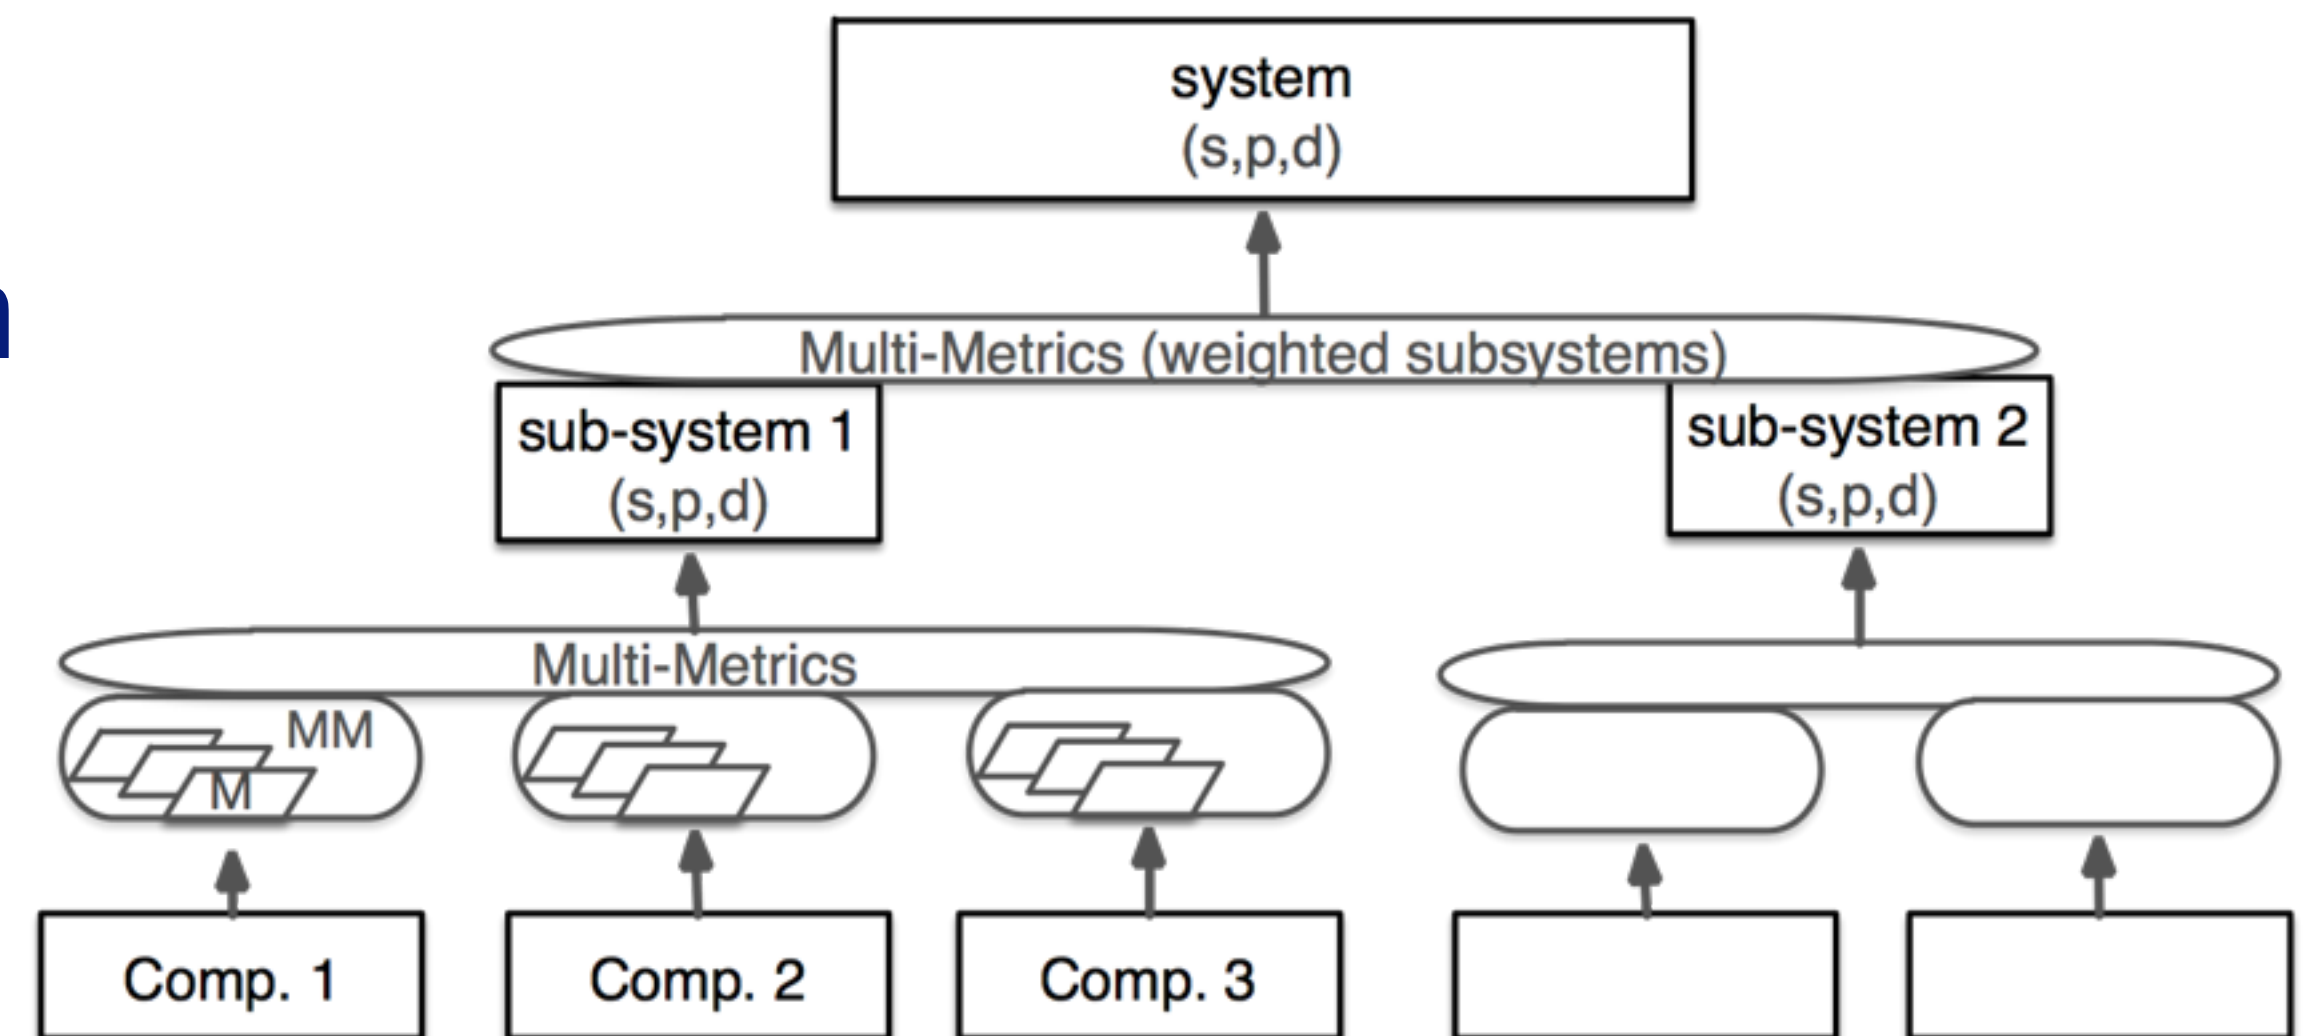 system
(s,p,d)
n
Multi-Metrics (weighted subsystems)
sub-system 1
(s,p,d)
sub-system 2
(s,p,d)
Multi-Metrics
MM
M
Comp. 1
Comp. 2
Comp. 3